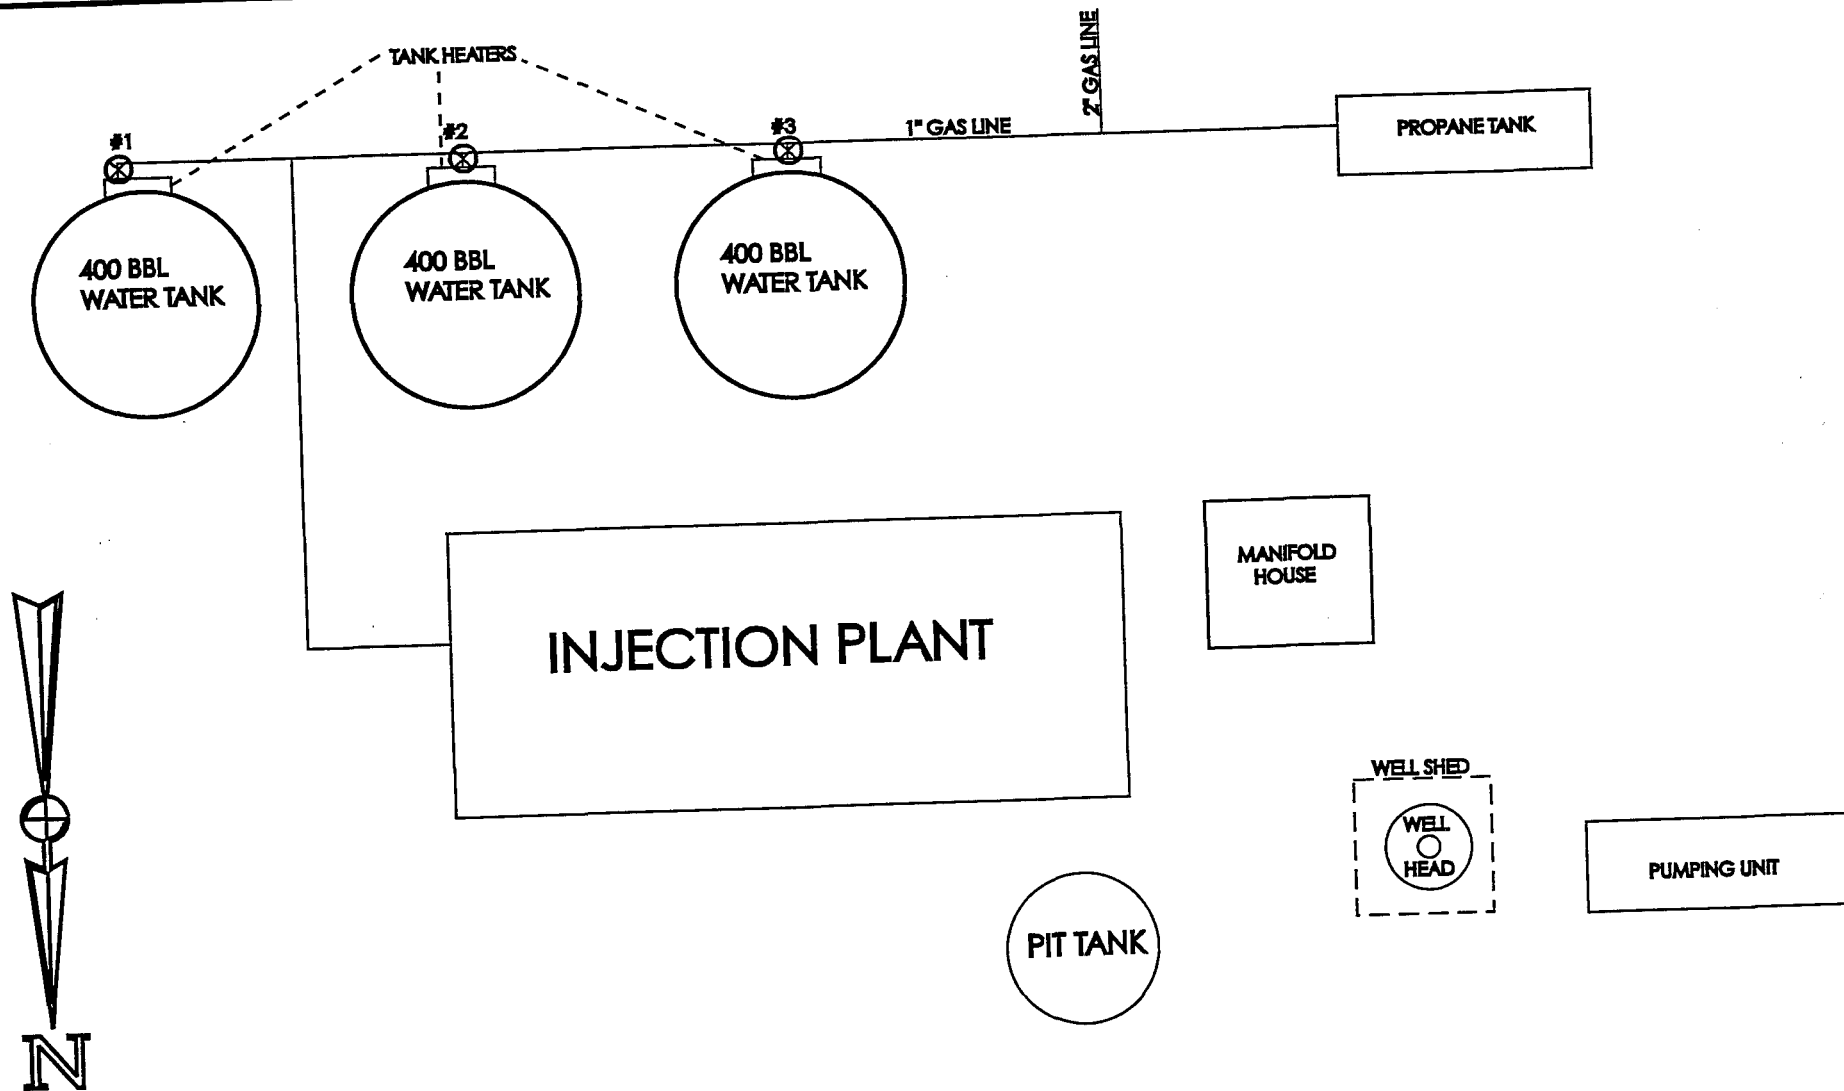 TANK HEATERS
2" GAS LINE
#1
#2
#3
1" GAS LINE
PROPANE TANK
400 BBL
WATER TANK
400 BBL
WATER TANK
400 BBL
WATER TANK
MANIFOLD
HOUSE
INJECTION PLANT
WELL SHED
WELL
HEAD
PUMPING UNIT
PIT TANK
N